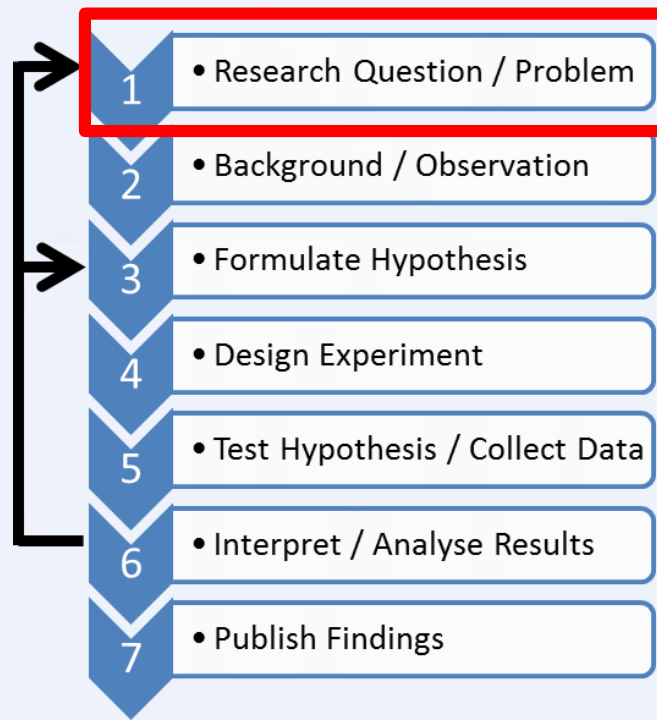 1 • Research Question / Problem
2 • Background / Observation
3 • Formulate Hypothesis
4 • Design Experiment
5 • Test Hypothesis / Collect Data
6 • Interpret / Analyse Results
7 • Publish Findings